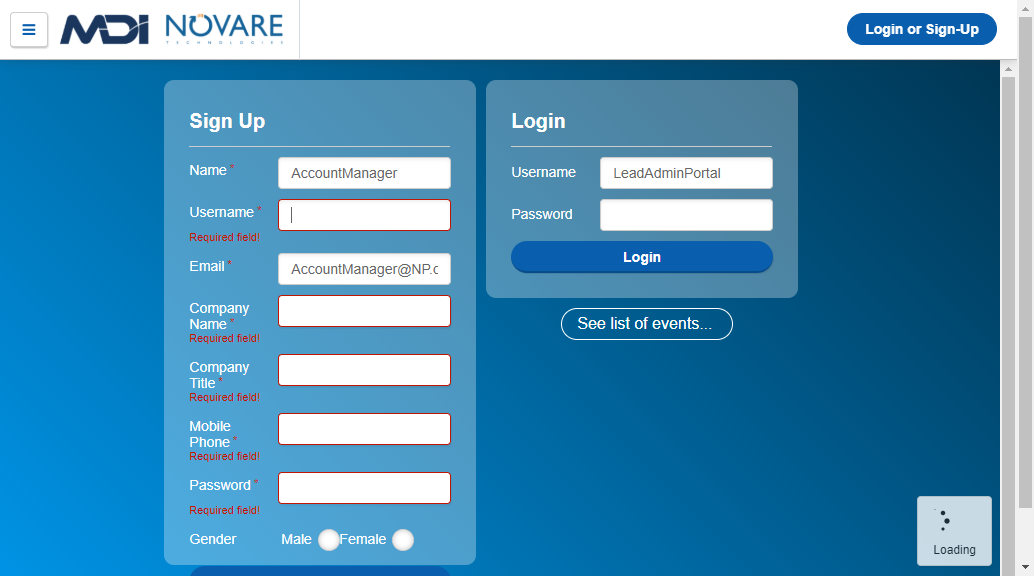 MDI NOVARE
TECHNOLOGIES
Login or Sign-Up
Sign Up
Name *
AccountManager
Username *
Required field!
Email *
AccountManager@NP.c
Company
Name *
Required field!
Company
Title *
Required field!
Mobile
Phone *
Required field!
Password *
Required field!
Gender
Male
Female
Login
Username
LeadAdminPortal
Password
Login
See list of events...
Loading